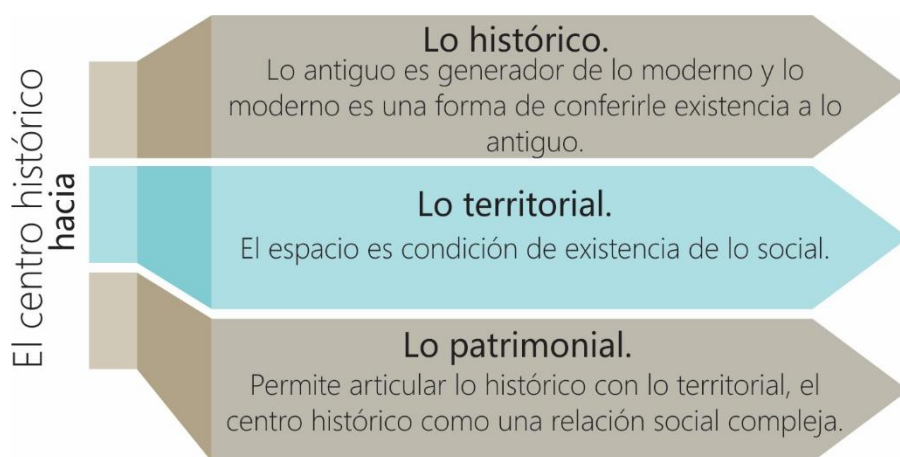 El centro histórico
hacia
Lo histórico.
Lo antiguo es generador de lo moderno y lo
moderno es una forma de conferirle existencia a lo
antiguo.
Lo territorial.
El espacio es condición de existencia de lo social.
Lo patrimonial.
Permite articular lo histórico con lo territorial, el
centro histórico como una relación social compleja.